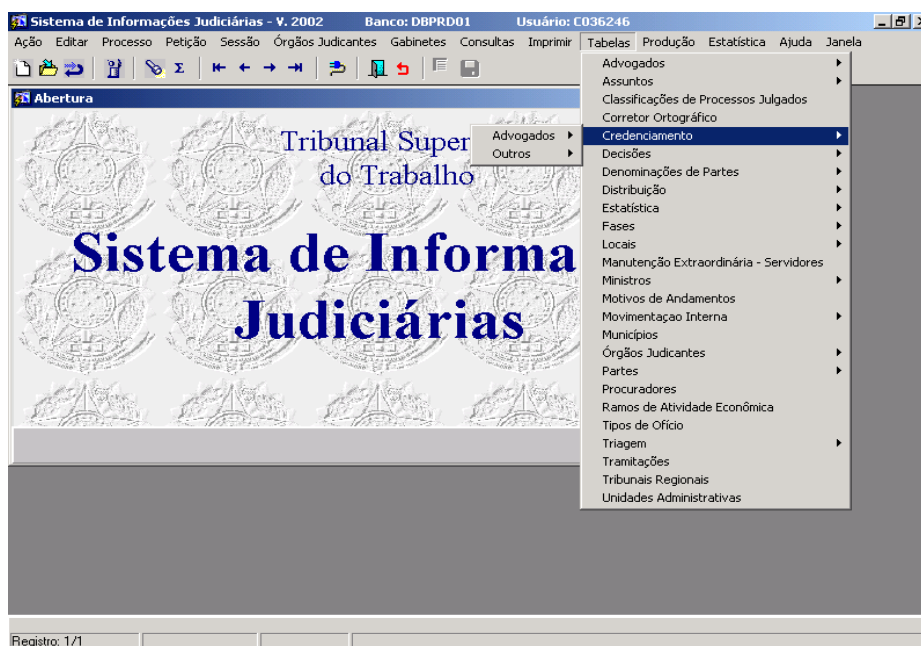 Sistema de Informações Judiciárias - V. 2002 Banco: DBPRD01 Usuário: C036246
Ação Editar Processo Petição Sessão Órgãos Judicantes Gabinetes Consultas Imprimir Tabelas Produção Estatística Ajuda Janela
Abertura
Tribunal Super
do Trabalho
Sistema de Informa
Judiciárias
Advogados
Outros
Advogados
Assuntos
Classificações de Processos Julgados
Corretor Ortográfico
Credenciamento
Decisões
Denominações de Partes
Distribuição
Estatística
Fases
Locais
Manutenção Extraordinária - Servidores
Ministros
Motivos de Andamentos
Movimentaçao Interna
Municípios
Órgãos Judicantes
Partes
Procuradores
Ramos de Atividade Econômica
Tipos de Ofício
Triagem
Tramitações
Tribunais Regionais
Unidades Administrativas
Registro: 1/1